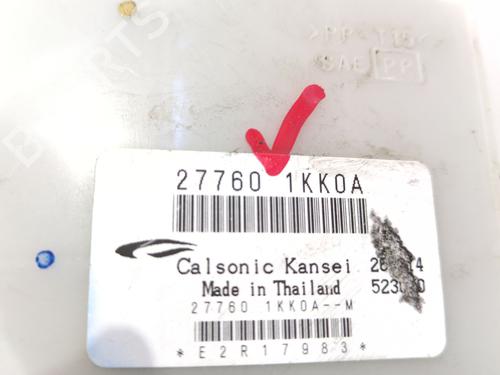 >PP-T15<
SAE PP
27760 1KK0A
Calsonic Kansei
Made in Thailand
27760 1KK0A--M
*E2R17983*